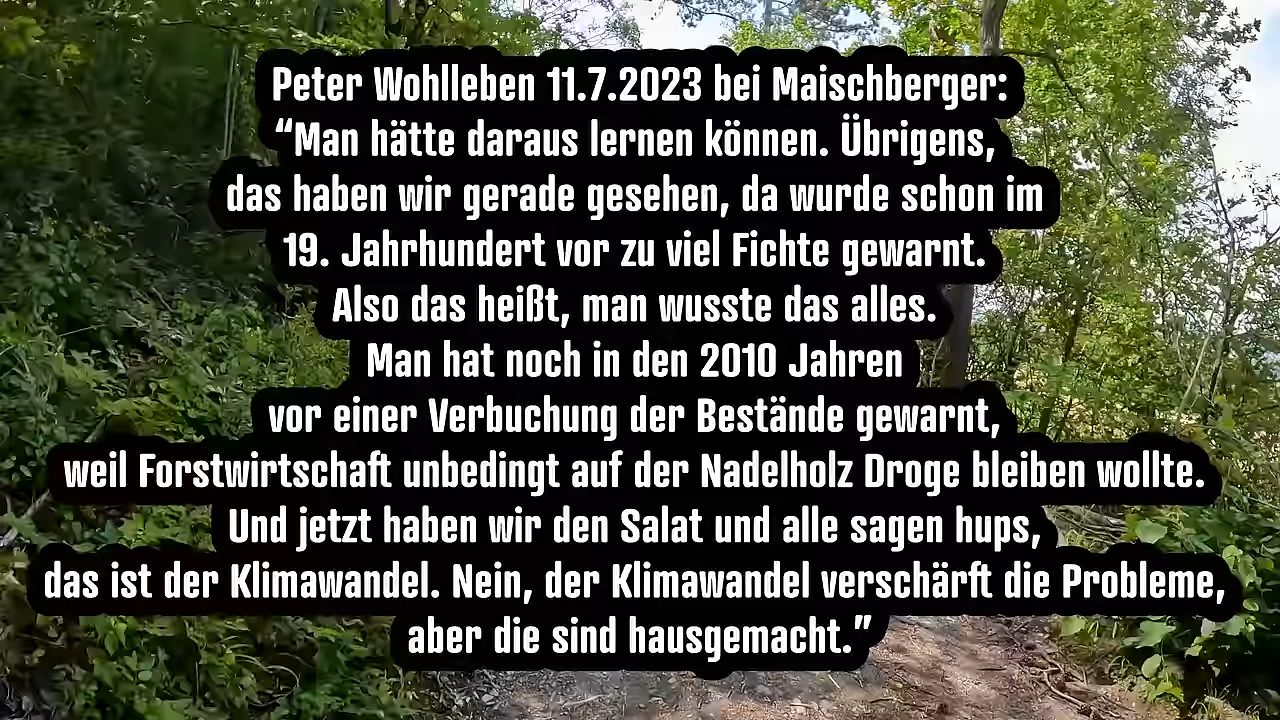 Peter Wohlleben 11.7.2023 bei Maischberger:
“Man hätte daraus lernen können. Übrigens,
das haben wir gerade gesehen, da wurde schon im
19. Jahrhundert vor zu viel Fichte gewarnt.
Also das heißt, man wusste das alles.
Man hat noch in den 2010 Jahren
vor einer Verbuchung der Bestände gewarnt,
weil Forstwirtschaft unbedingt auf der Nadelholz Droge bleiben wollte.
Und jetzt haben wir den Salat und alle sagen hups,
das ist der Klimawandel. Nein, der Klimawandel verschärft die Probleme,
aber die sind hausgemacht.”